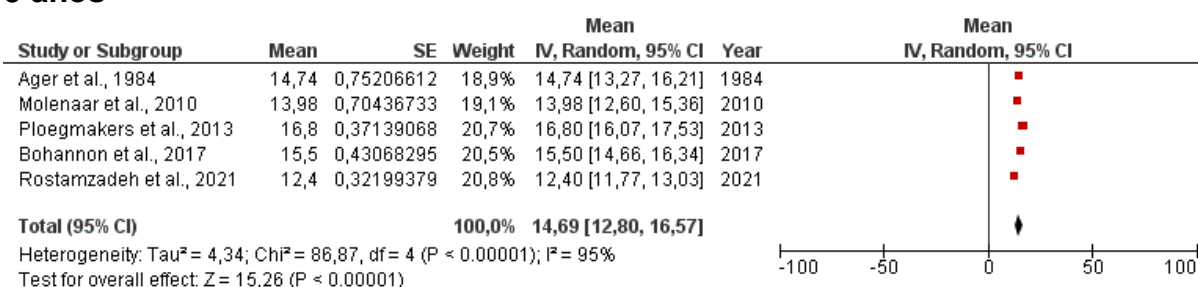 anos
Mean Mean
Study or Subgroup Mean SE Weight IV, Random, 95% CI Year IV, Random, 95% CI
Ager et al., 1984 14,74 0,75206612 18,9% 14,74 [13,27, 16,21] 1984
Molenaar et al., 2010 13,98 0,70436733 19,1% 13,98 [12,60, 15,36] 2010
Ploegmakers et al., 2013 16,8 0,37139068 20,7% 16,80 [16,07, 17,53] 2013
Bohannon et al., 2017 15,5 0,43068295 20,5% 15,50 [14,66, 16,34] 2017
Rostamzadeh et al., 2021 12,4 0,32199379 20,8% 12,40 [11,77, 13,03] 2021
Total (95% CI) 100,0% 14,69 [12,80, 16,57]
Heterogeneity: Tau² = 4,34; Chi² = 86,87, df = 4 (P < 0.00001); I² = 95%
Test for overall effect: Z = 15,26 (P < 0.00001)
-100 -50 0 50 100